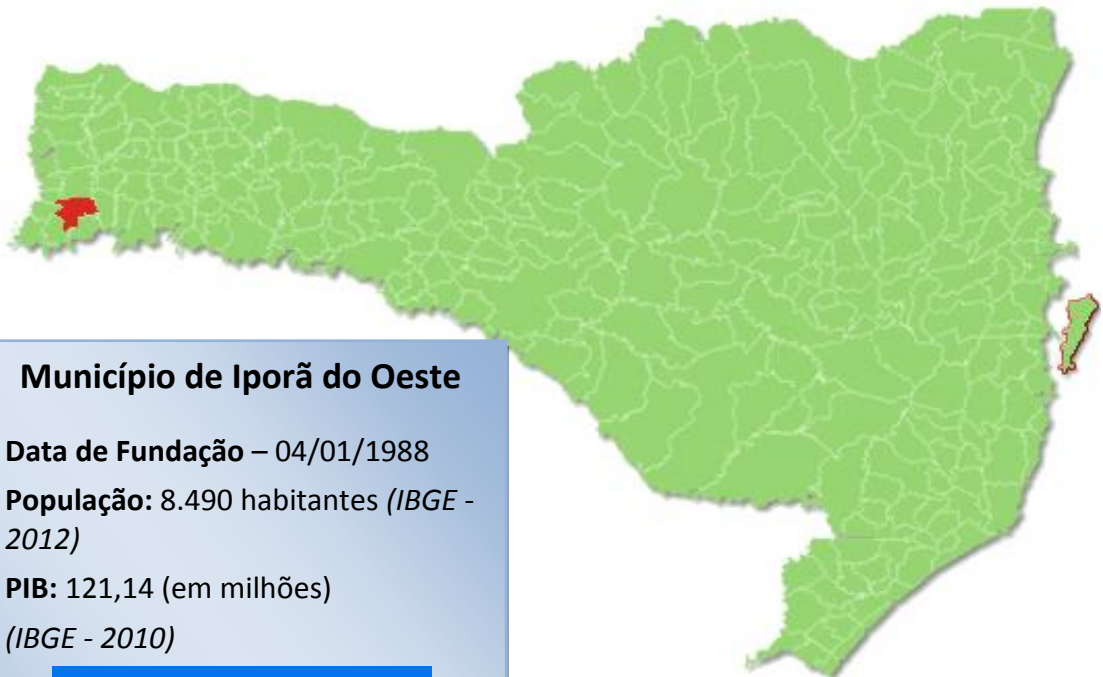 Município de Iporã do Oeste
Data de Fundação – 04/01/1988
População: 8.490 habitantes (IBGE -
2012)
PIB: 121,14 (em milhões)
(IBGE - 2010)